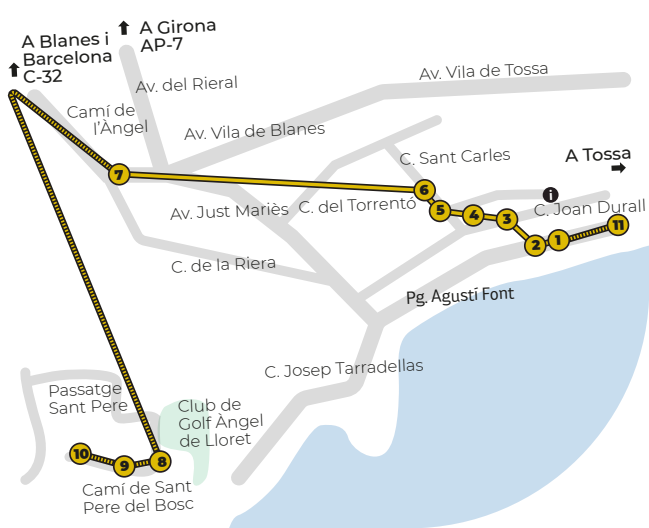 A Girona
AP-7
A Blanes i
Barcelona
C-32
Av. del Rieral
Av. Vila de Tossa
Camí de
l'Àngel
Av. Vila de Blanes
C. Sant Carles
A Tossa
7
6
i
Av. Just Mariès
C. del Torrentó
5
4
3
C. Joan Durall
2
1
11
C. de la Riera
Pg. Agustí Font
C. Josep Tarradellas
Passatge
Sant Pere
Club de
Golf Àngel
de Lloret
10
9
8
Camí de Sant
Pere del Bosc